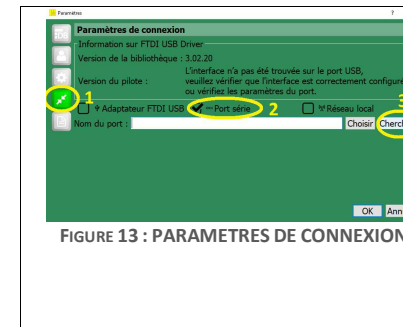 Paramètres ?
Paramètres de connexion
Information sur FTDI USB Driver
Version de la bibliothèque : 3.02.20
L'interface n'a pas été trouvée sur le port USB,
Version du pilote : veuillez vérifier que l'interface est correctement configuré
ou vérifiez les paramètres du port.
1
Adaptateur FTDI USB Port série 2 Réseau local 3
Nom du port : Choisir Cherch
OK Ann
FIGURE 13 : PARAMETRES DE CONNEXION